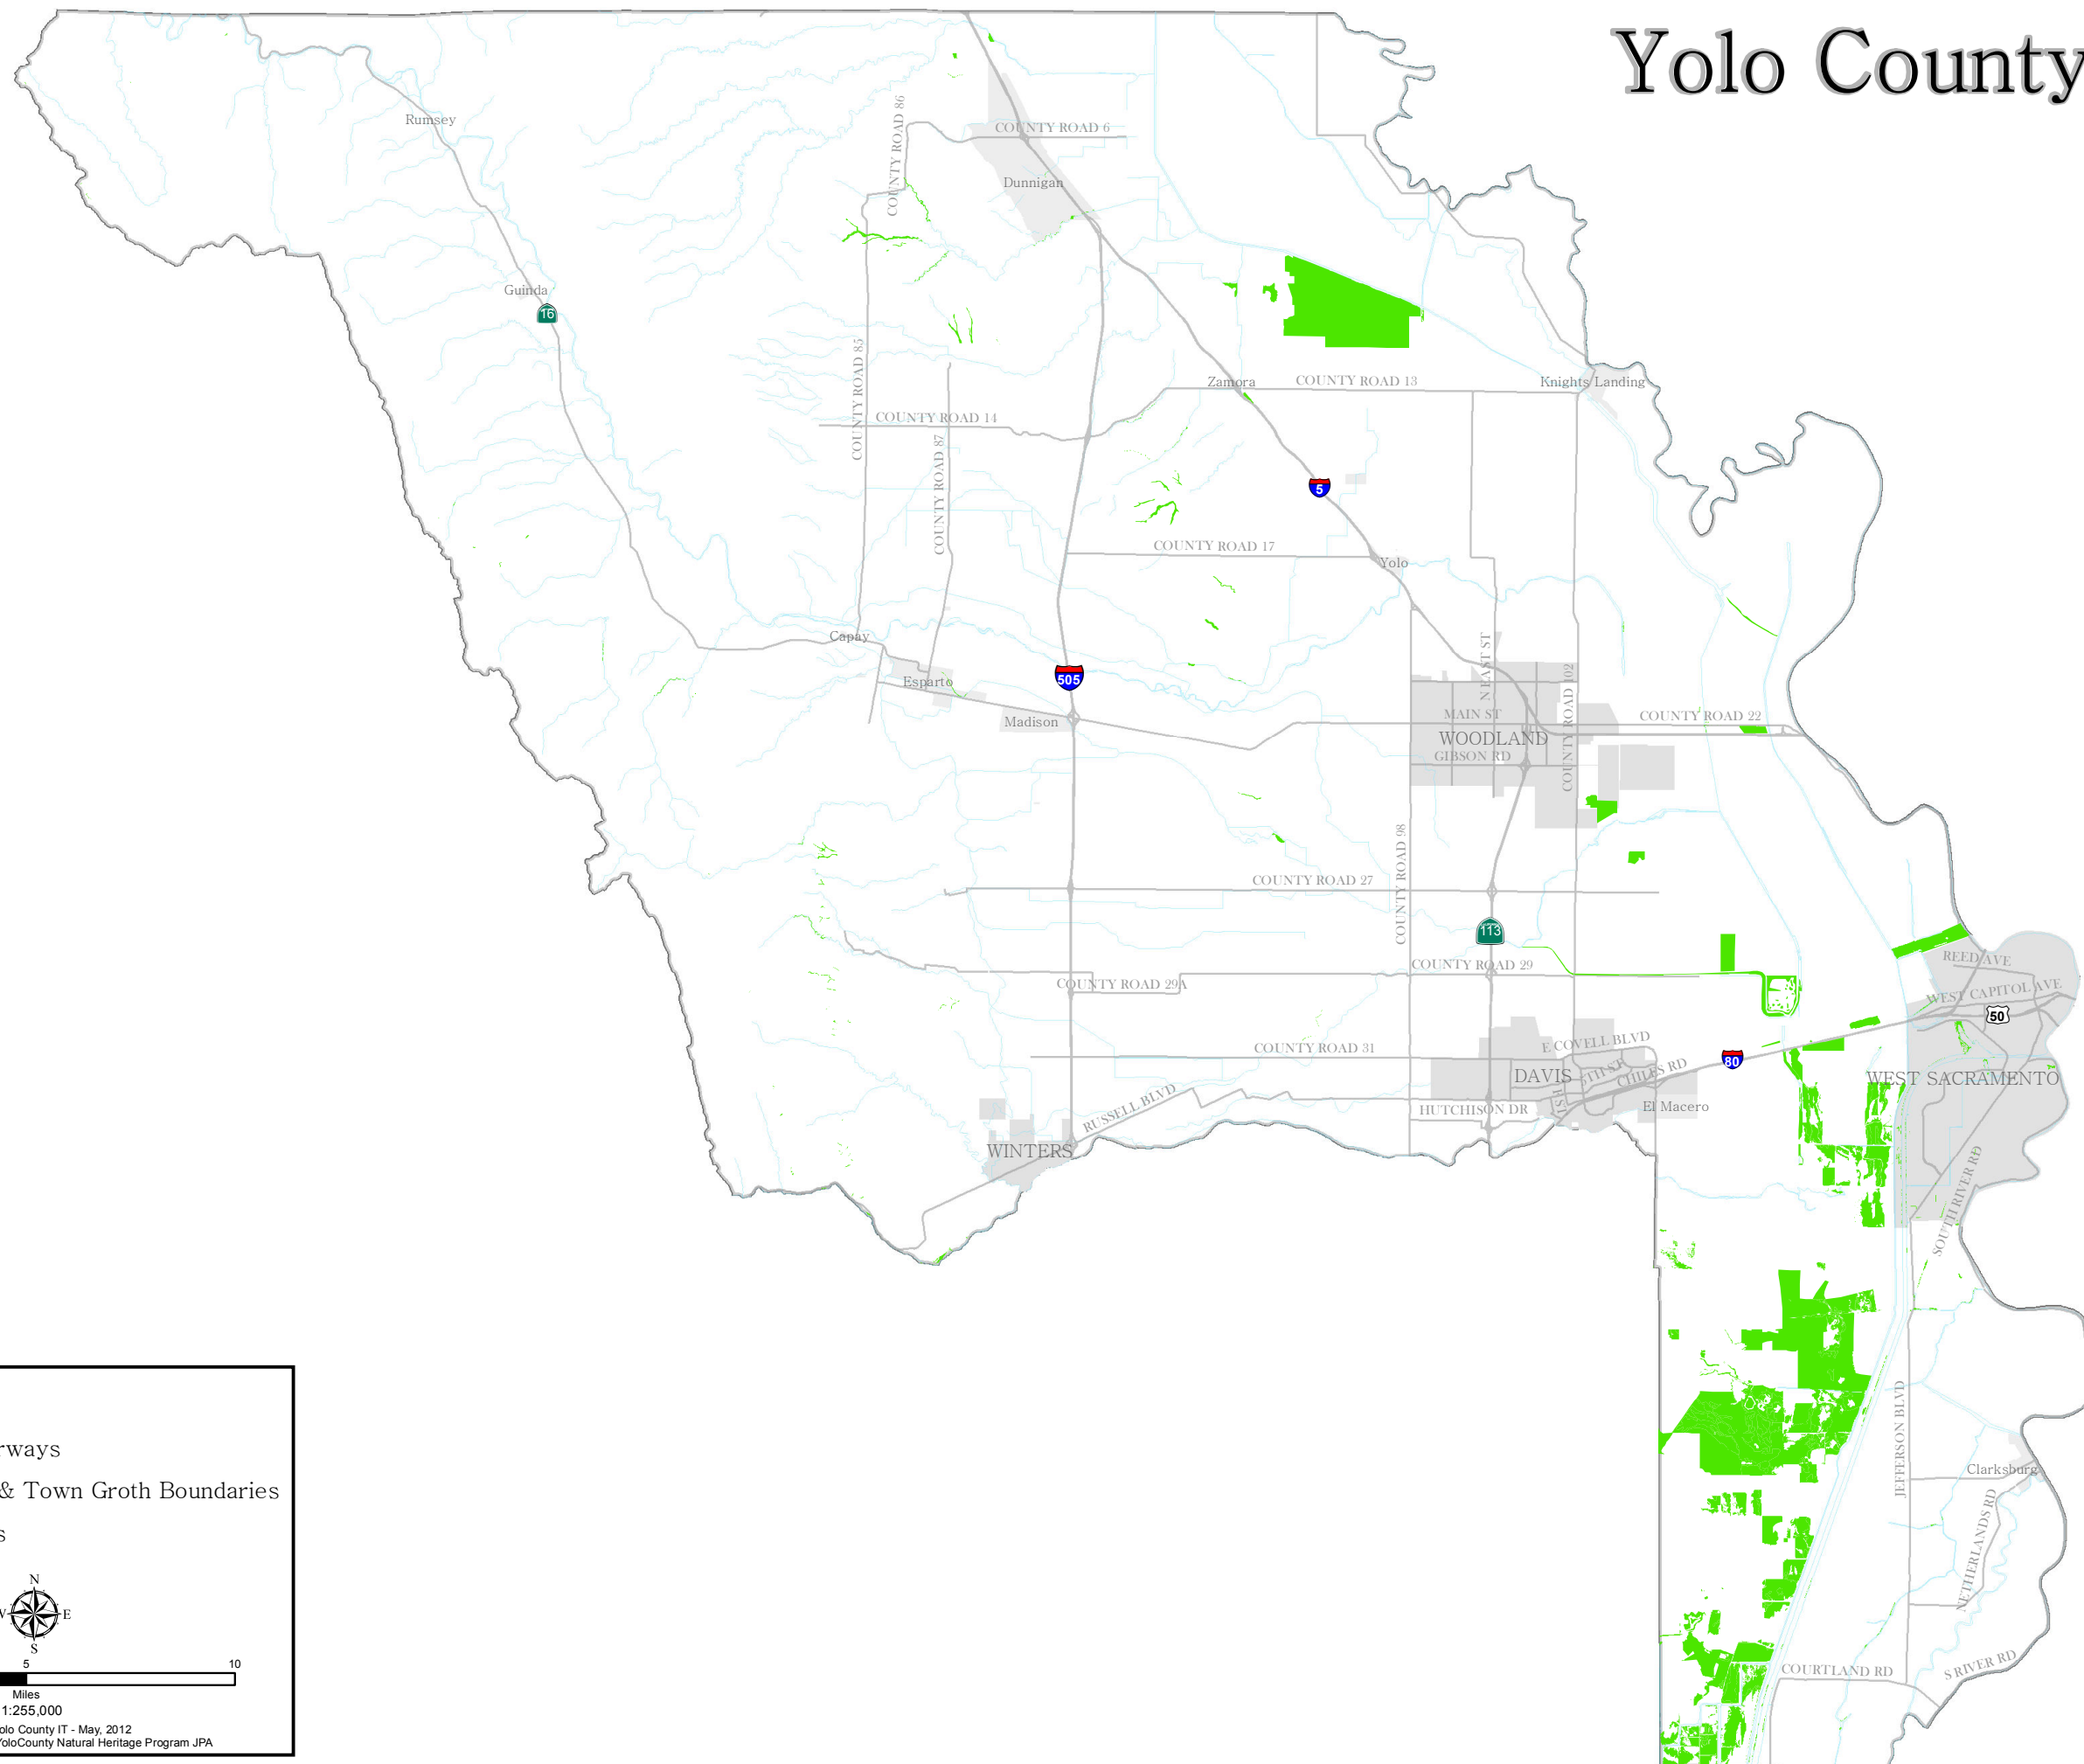 Yolo County
Rumsey
COUNTY ROAD 86
COUNTY ROAD 6
Dunnigan
Guinda
16
COUNTY ROAD 85
Zamora
COUNTY ROAD 13
Knights Landing
COUNTY ROAD 14
COUNTY ROAD 87
5
COUNTY ROAD 17
Yolo
Capay
Esparto
505
Madison
N EAST ST
COUNTY ROAD 102
MAIN ST
COUNTY ROAD 22
WOODLAND
GIBSON RD
COUNTY ROAD 98
COUNTY ROAD 27
113
COUNTY ROAD 29
REED AVE
COUNTY ROAD 29A
WEST CAPITOL AVE
50
COUNTY ROAD 31
E COVELL BLVD
80
DAVIS
5TH ST
CHILES RD
WEST SACRAMENTO
RUSSELL BLVD
HUTCHISON DR
El Macero
WINTERS
SOUTH RIVER RD
JEFFERSON BLVD
Clarksburg
NETHERLANDS RD
COURTLAND RD
S RIVER RD
rways
& Town Groth Boundaries
s
N
E
S
5
10
Miles
1:255,000
olo County IT - May, 2012
YoloCounty Natural Heritage Program JPA